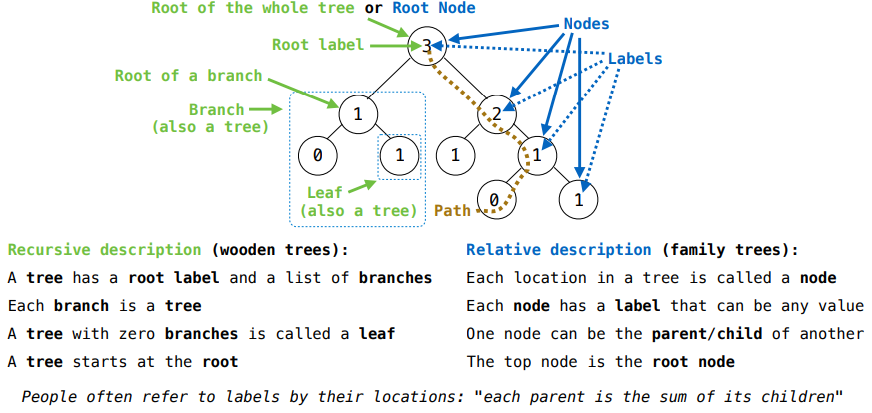 Root of the whole tree or Root Node
Nodes
Root label
3
Labels
Root of a branch
Branch
(also a tree)
1
2
0
1
1
1
Leaf
(also a tree)
Path
0
1
Recursive description (wooden trees):
A tree has a root label and a list of branches
Each branch is a tree
A tree with zero branches is called a leaf
A tree starts at the root
Relative description (family trees):
Each location in a tree is called a node
Each node has a label that can be any value
One node can be the parent/child of another
The top node is the root node
People often refer to labels by their locations: "each parent is the sum of its children"